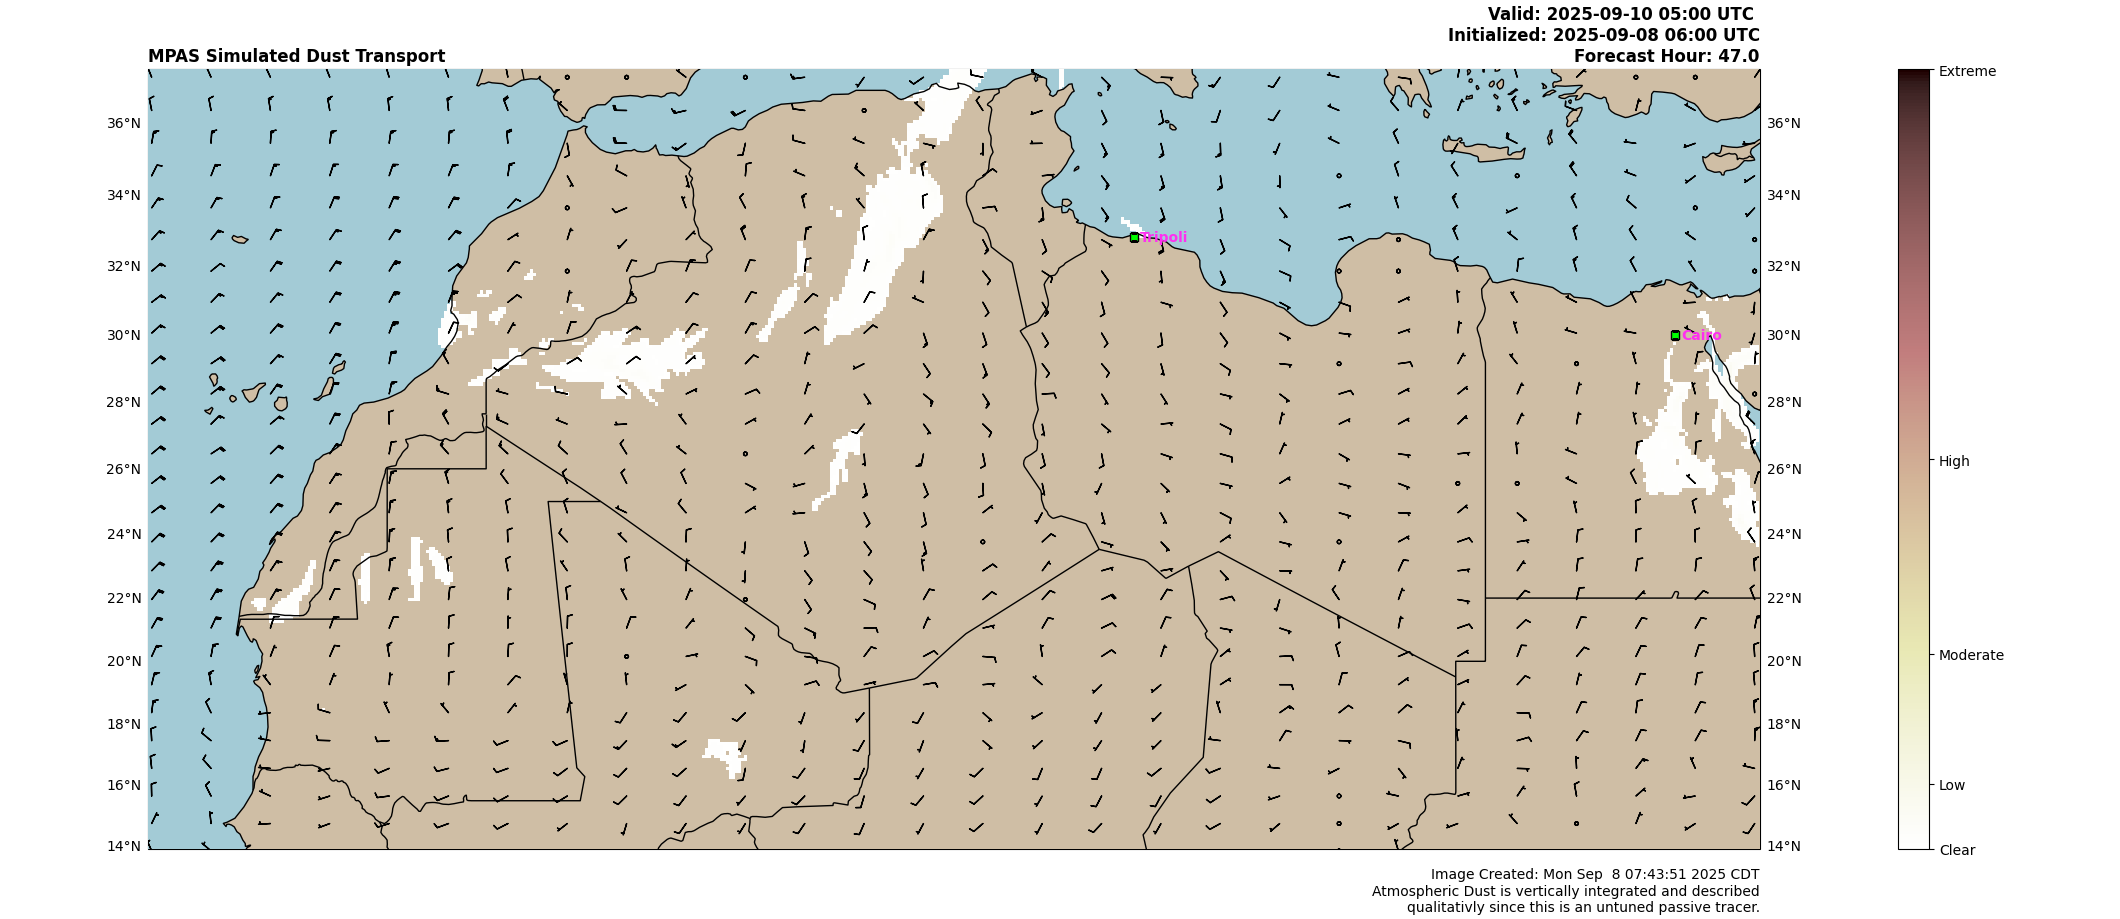 Valid: 2025-09-10 05:00 UTC
Initialized: 2025-09-08 06:00 UTC
MPAS Simulated Dust Transport
Forecast Hour: 47.0
Extreme
36°N
36°N
34°N
34°N
Tripoli
32°N
32°N
30°N
Cairo
30°N
28°N
28°N
26°N
26°N
High
24°N
24°N
22°N
22°N
20°N
20°N
Moderate
18°N
18°N
16°N
16°N
Low
14°N
14°N
Clear
Image Created: Mon Sep  8 07:43:51 2025 CDT
Atmospheric Dust is vertically integrated and described
qualitativly since this is an untuned passive tracer.